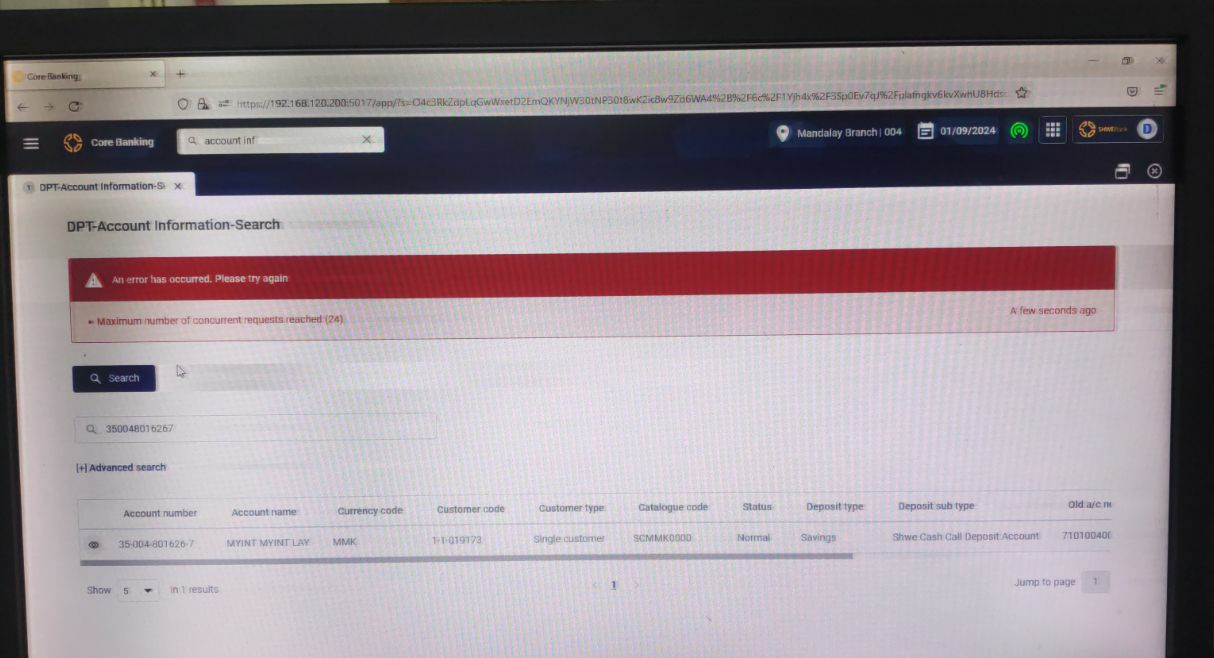 Core Banking
https://192.168.120.200:5017/app/?s=
Core Banking
account inf
Mandalay Branch | 004
01/09/2024
SHWE Bank
D
1 DPT-Account Information-S
DPT-Account Information-Search
An error has occurred. Please try again
Maximum number of concurrent requests reached (24)
A few seconds ago
Search
350048016267
[+] Advanced search
Account number Account name Currency code Customer code Customer type Catalogue code Status Deposit type Deposit sub type Old a/c n
35-004-801626-7 MYINT MYINT LAY MMK 1-1-019173 Single customer SCMMK0000 Normal Savings Shwe Cash Call Deposit Account 710100400
Show 5 in 1 results
1
Jump to page 1